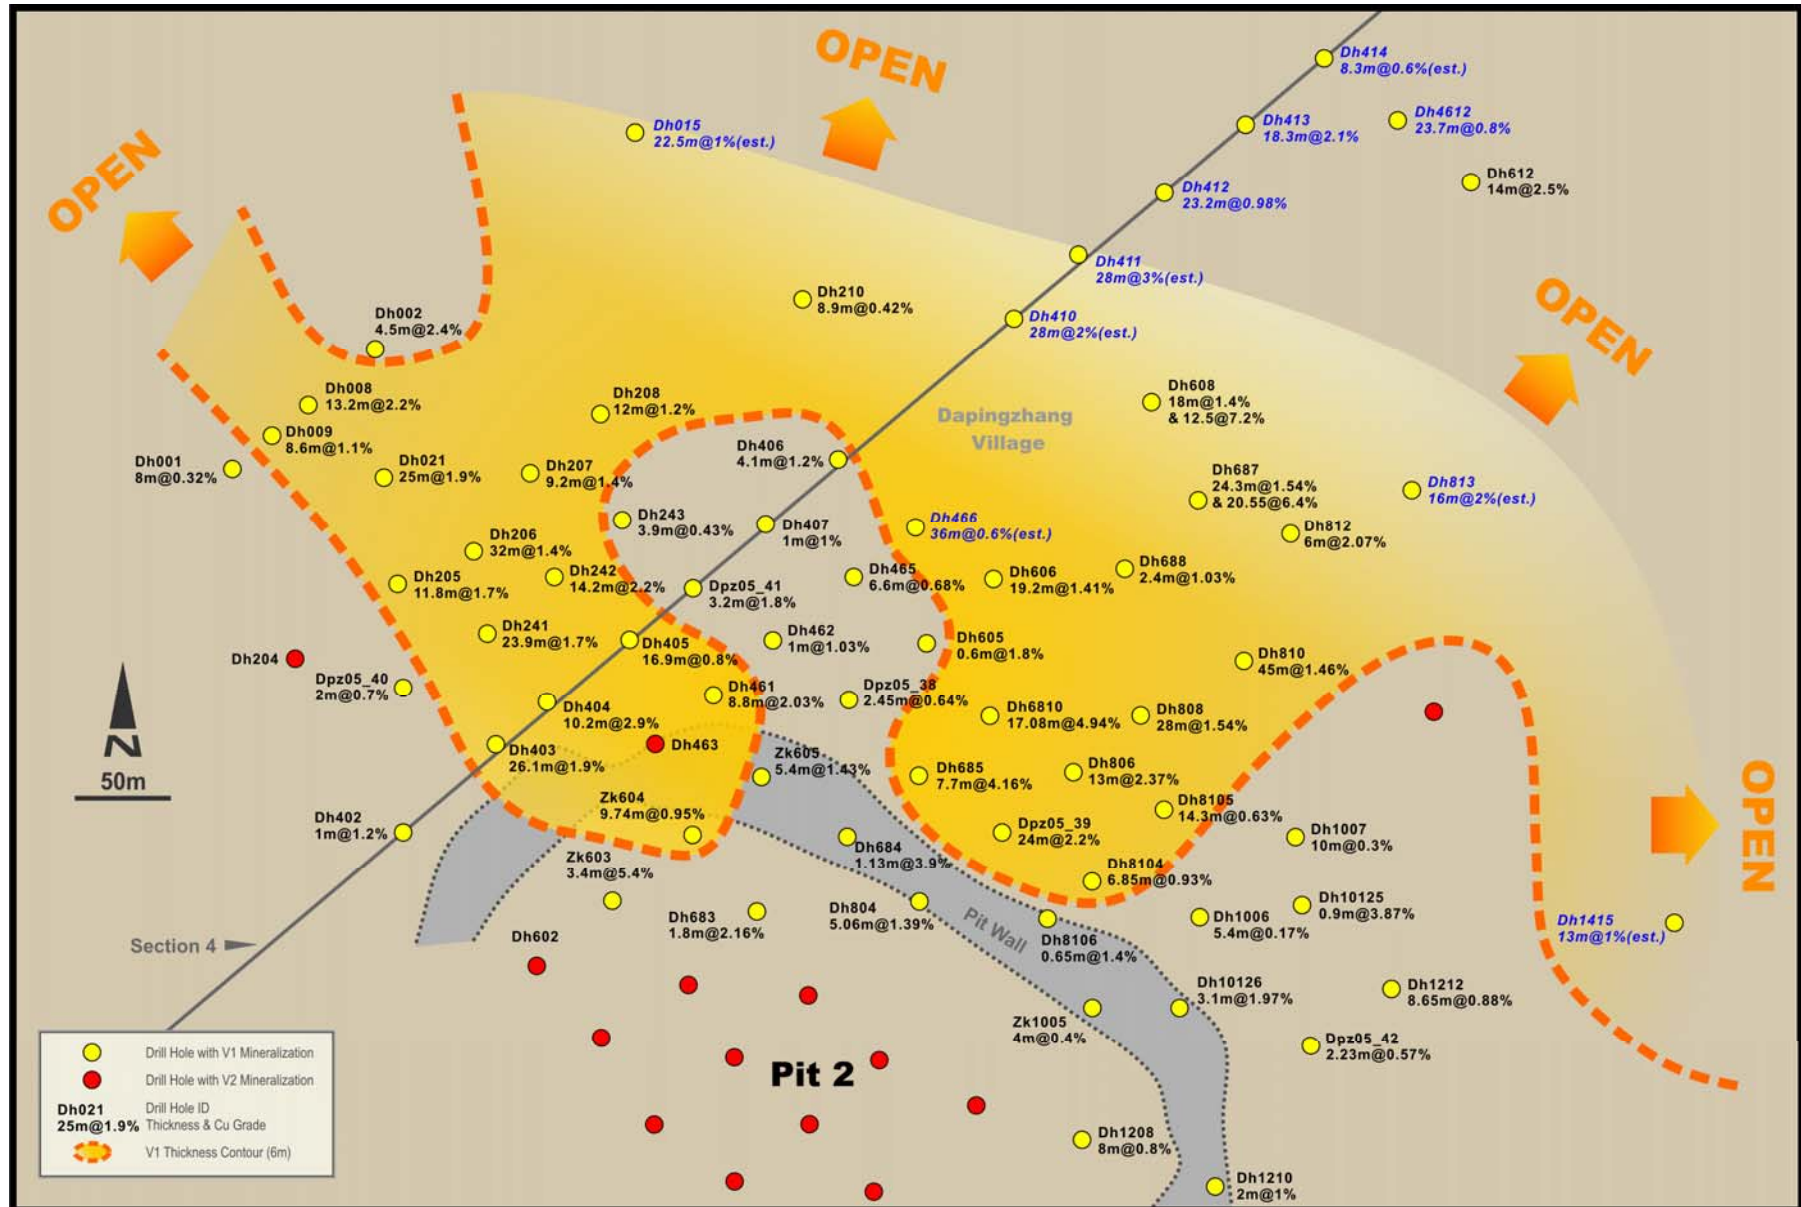 OPEN
Dh414
8.3m@0.6%(est.)
Dh413
18.3m@2.1%
Dh4612
23.7m@0.8%
Dh015
22.5m@1%(est.)
OPEN
Dh612
14m@2.5%
Dh412
23.2m@0.98%
Dh411
28m@3%(est.)
Dh210
8.9m@0.42%
Dh410
28m@2%(est.)
OPEN
Dh002
4.5m@2.4%
Dh008
13.2m@2.2%
Dh208
12m@1.2%
Dh608
18m@1.4%
& 12.5@7.2%
Dapingzhang
Village
Dh009
8.6m@1.1%
Dh406
4.1m@1.2%
Dh001
8m@0.32%
Dh021
25m@1.9%
Dh207
9.2m@1.4%
Dh687
24.3m@1.54%
& 20.55@6.4%
Dh813
16m@2%(est.)
Dh243
3.9m@0.43%
Dh407
1m@1%
Dh466
36m@0.6%(est.)
Dh812
6m@2.07%
Dh206
32m@1.4%
Dh205
11.8m@1.7%
Dh242
14.2m@2.2%
Dpz05_41
3.2m@1.8%
Dh465
6.6m@0.68%
Dh606
19.2m@1.41%
Dh688
2.4m@1.03%
Dh241
23.9m@1.7%
Dh405
16.9m@0.8%
Dh462
1m@1.03%
Dh605
0.6m@1.8%
Dh204
Dh810
45m@1.46%
Dpz05_40
2m@0.7%
Dh461
8.8m@2.03%
Dpz05_38
2.45m@0.64%
Dh404
10.2m@2.9%
Dh6810
17.08m@4.94%
Dh808
28m@1.54%
N
50m
Dh403
26.1m@1.9%
Dh463
Zk605
5.4m@1.43%
Dh685
7.7m@4.16%
Dh806
13m@2.37%
OPEN
Zk604
9.74m@0.95%
Dh8105
14.3m@0.63%
Dh402
1m@1.2%
Dpz05_39
24m@2.2%
Dh1007
10m@0.3%
Dh684
1.13m@3.9%
Zk603
3.4m@5.4%
Dh8104
6.85m@0.93%
Dh683
1.8m@2.16%
Dh804
5.06m@1.39%
Pit Wall
Dh10125
0.9m@3.87%
Dh1006
5.4m@0.17%
Dh1415
13m@1%(est.)
Dh602
Section 4
Dh8106
0.65m@1.4%
Dh10126
3.1m@1.97%
Dh1212
8.65m@0.88%
Zk1005
4m@0.4%
Dpz05_42
2.23m@0.57%
Pit 2
Dh1208
8m@0.8%
Dh1210
2m@1%
Drill Hole with V1 Mineralization
Drill Hole with V2 Mineralization
Dh021 Drill Hole ID
25m@1.9% Thickness & Cu Grade
V1 Thickness Contour (6m)